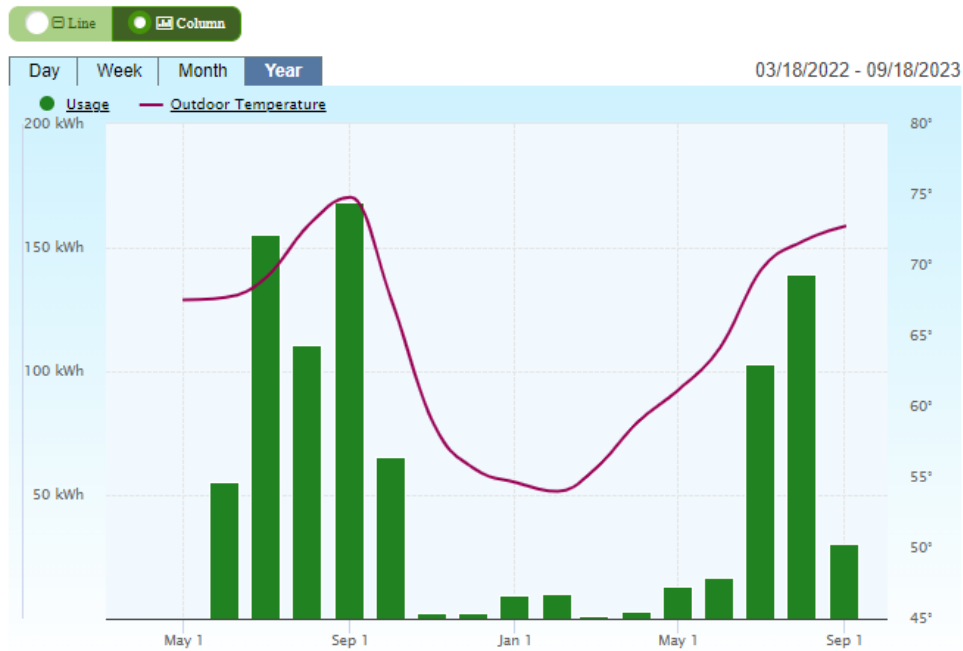 Line Column
Day Week Month Year 03/18/2022 - 09/18/2023
Usage Outdoor Temperature
200 kWh 80°
75°
150 kWh
70°
65°
100 kWh
60°
55°
50 kWh
50°
45°
May 1 Sep 1 Jan 1 May 1 Sep 1